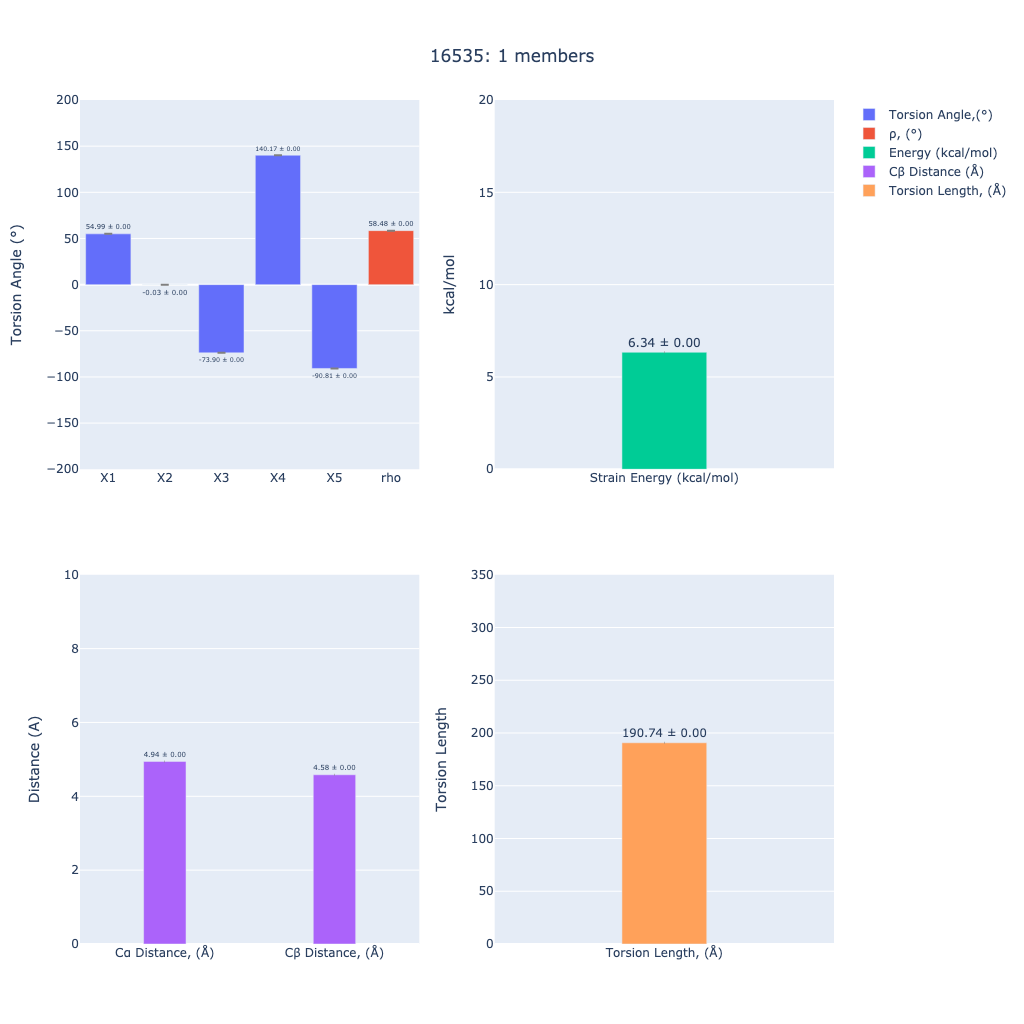 16535: 1 members
Torsion Angle (°)
200
150
100
50
0
−50
−100
−150
−200
54.99 ± 0.00
-0.03 ± 0.00
-73.90 ± 0.00
140.17 ± 0.00
-90.81 ± 0.00
58.48 ± 0.00
X1 X2 X3 X4 X5 rho
kcal/mol
20
15
10
5
0
6.34 ± 0.00
Strain Energy (kcal/mol)
Torsion Angle,(°)
ρ, (°)
Energy (kcal/mol)
Cβ Distance (Å)
Torsion Length, (Å)
Distance (A)
10
8
6
4
2
0
4.94 ± 0.00
4.58 ± 0.00
Cα Distance, (Å) Cβ Distance, (Å)
Torsion Length
350
300
250
200
150
100
50
0
190.74 ± 0.00
Torsion Length, (Å)